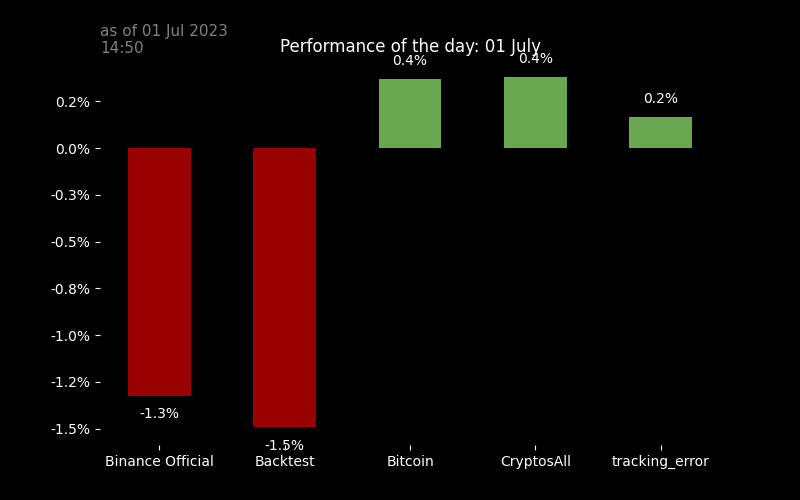 as of 01 Jul 2023
14:50
Performance of the day: 01 July
0.4%
0.4%
0.2%
0.2%
0.0%
-0.3%
-0.5%
-0.8%
-1.0%
-1.2%
-1.3%
-1.5%
-1.5%
Binance Official
Backtest
Bitcoin
CryptosAll
tracking_error